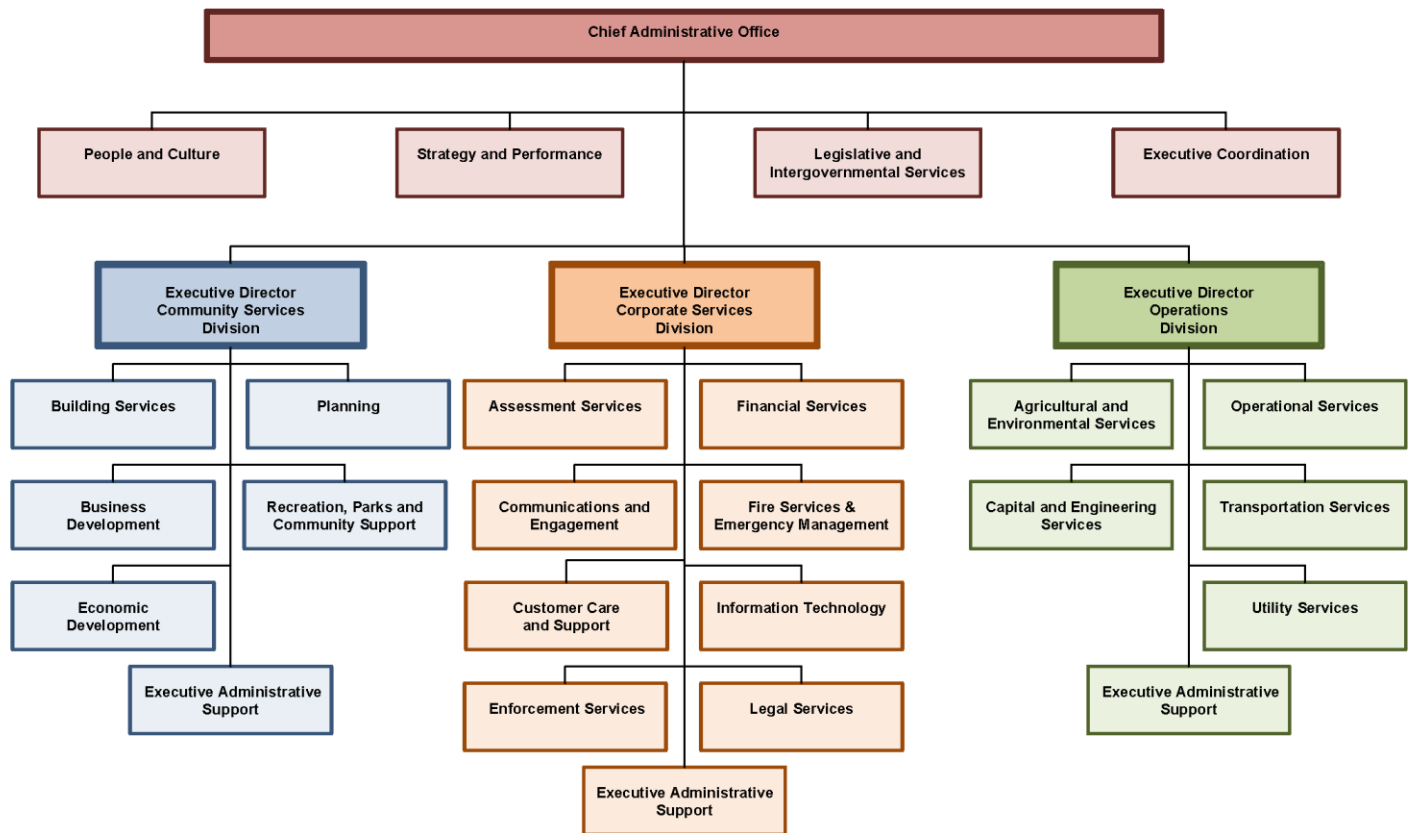 Chief Administrative Office
People and Culture
Strategy and Performance
Legislative and
Intergovernmental Services
Executive Coordination
Executive Director
Community Services
Division
Executive Director
Corporate Services
Division
Executive Director
Operations
Division
Building Services
Planning
Business
Development
Recreation, Parks and
Community Support
Economic
Development
Executive Administrative
Support
Assessment Services
Financial Services
Communications and
Engagement
Fire Services &
Emergency Management
Customer Care
and Support
Information Technology
Enforcement Services
Legal Services
Executive Administrative
Support
Agricultural and
Environmental Services
Operational Services
Capital and Engineering
Services
Transportation Services
Utility Services
Executive Administrative
Support